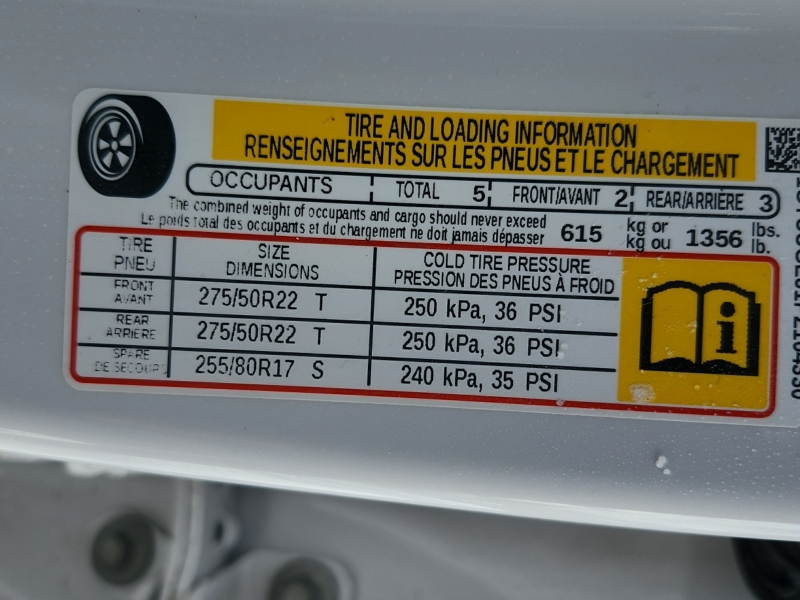 TIRE AND LOADING INFORMATION
RENSEIGNEMENTS SUR LES PNEUS ET LE CHARGEMENT
OCCUPANTS TOTAL 5 FRONT/AVANT 2 REAR/ARRIÈRE 3
The combined weight of occupants and cargo should never exceed
Le poids total des occupants et du chargement ne doit jamais dépasser
615 kg or kg ou 1356 lbs. lb.
TIRE PNEU SIZE DIMENSIONS COLD TIRE PRESSURE PRESSION DES PNEUS À FROID
FRONT AVANT 275/50R22 T 250 kPa, 36 PSI
REAR ARRIÈRE 275/50R22 T 250 kPa, 36 PSI
SPARE DE SECOURS 255/80R17 S 240 kPa, 35 PSI
i